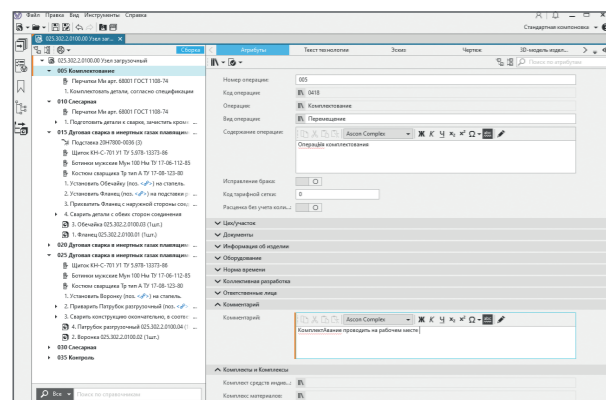 Файл Правка Вид Инструменты Справка
Стандартная компоновка
025.302.2.0100.00 Узел заг... ×
Сборка
Атрибуты
Текст технологии
Эскиз
Чертеж
3D-модель издел...
Поиск по атрибутам
025.302.2.0100.00 Узел загрузочный
005 Комплектование
Перчатки Ми арт. 68001 ГОСТ 1108-74
1. Комплектовать детали, согласно спецификации
010 Слесарная
Перчатки Ми арт. 68001 ГОСТ 1108-74
1. Подготовить детали к сварке, зачистить кром
015 Дуговая сварка в инертных газах плавящи
Подставка 20Н7800-0036 (3)
Щиток КН-С-701 У1 ТУ 5.978-13373-86
Ботинки мужские Мун 100 Нм ТУ 17-06-112-85
Костюм сварщика Тр тип А ТУ 17-08-123-80
1. Установить Обечайку (поз. < >) на стапель.
2. Установить Фланец (поз. < >) на подставки
3. Прихватить Фланец с наружной стороны
4. Сварить детали с обеих сторон соединения
3. Обечайка 025.302.2.0100.03 (1шт.)
1. Фланец 025.302.2.0100.01 (1шт.)
020 Дуговая сварка в инертных газах плавящи
025 Дуговая сварка в инертных газах плавящи
Щиток КН-С-701 У1 ТУ 5.978-13373-86
Ботинки мужские Мун 100 Нм ТУ 17-06-112-85
Костюм сварщика Тр тип А ТУ 17-08-123-80
1. Установить Воронку (поз. < >) на стапель.
2. Приварить Патрубок разгрузочный (поз. < >
3. Сварить конструкцию окончательно, в соотв
4. Патрубок разгрузочный 025.302.2.0100.04 (
2. Воронка 025.302.2.0100.02 (1шт.)
030 Слесарная
035 Контроль
Все
Поиск по справочникам
Номер операции: 005
Код операции: 0418
Операция: Комплектование
Вид операции: Перемещение
Содержание операции:
Ascon Complex Ж К Ч x₂ x² Ω
Операцйия комплектования
Исправление брака:
Код тарифной сетки: 0
Расценка без учета коли...:
Цех/участок
Документы
Информация об изделии
Оборудование
Норма времени
Коллективная разработка
Ответственные лица
Комментарий
Комментарий:
Ascon Complex Ж К Ч x₂ x² Ω
КомплектАвание проводить на рабочем месте
Комплекты и Комплексы
Комплект средств индив...:
Комплекс материалов: